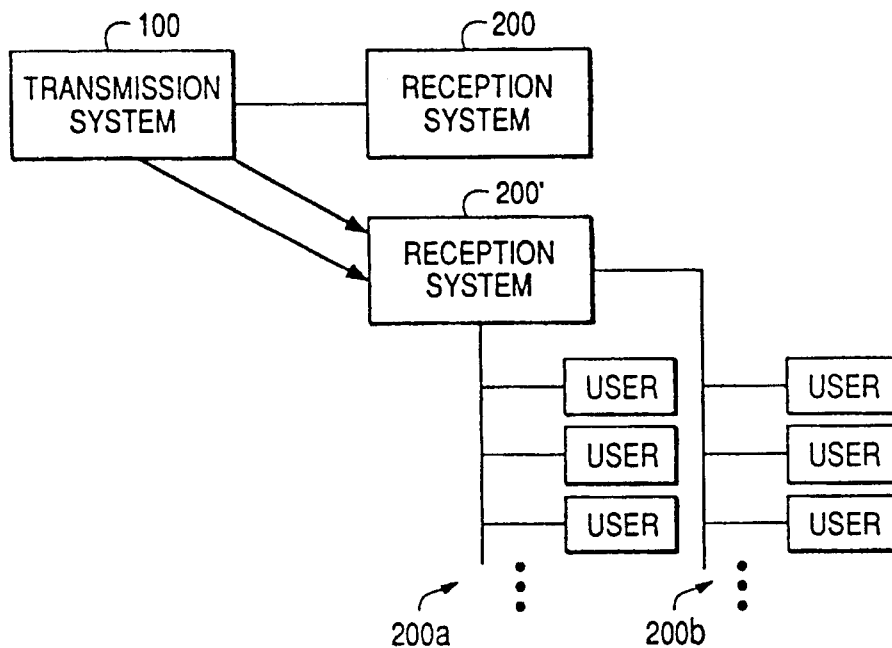 100
TRANSMISSION
SYSTEM
200
RECEPTION
SYSTEM
200'
RECEPTION
SYSTEM
USER
USER
USER
USER
USER
USER
200a
200b